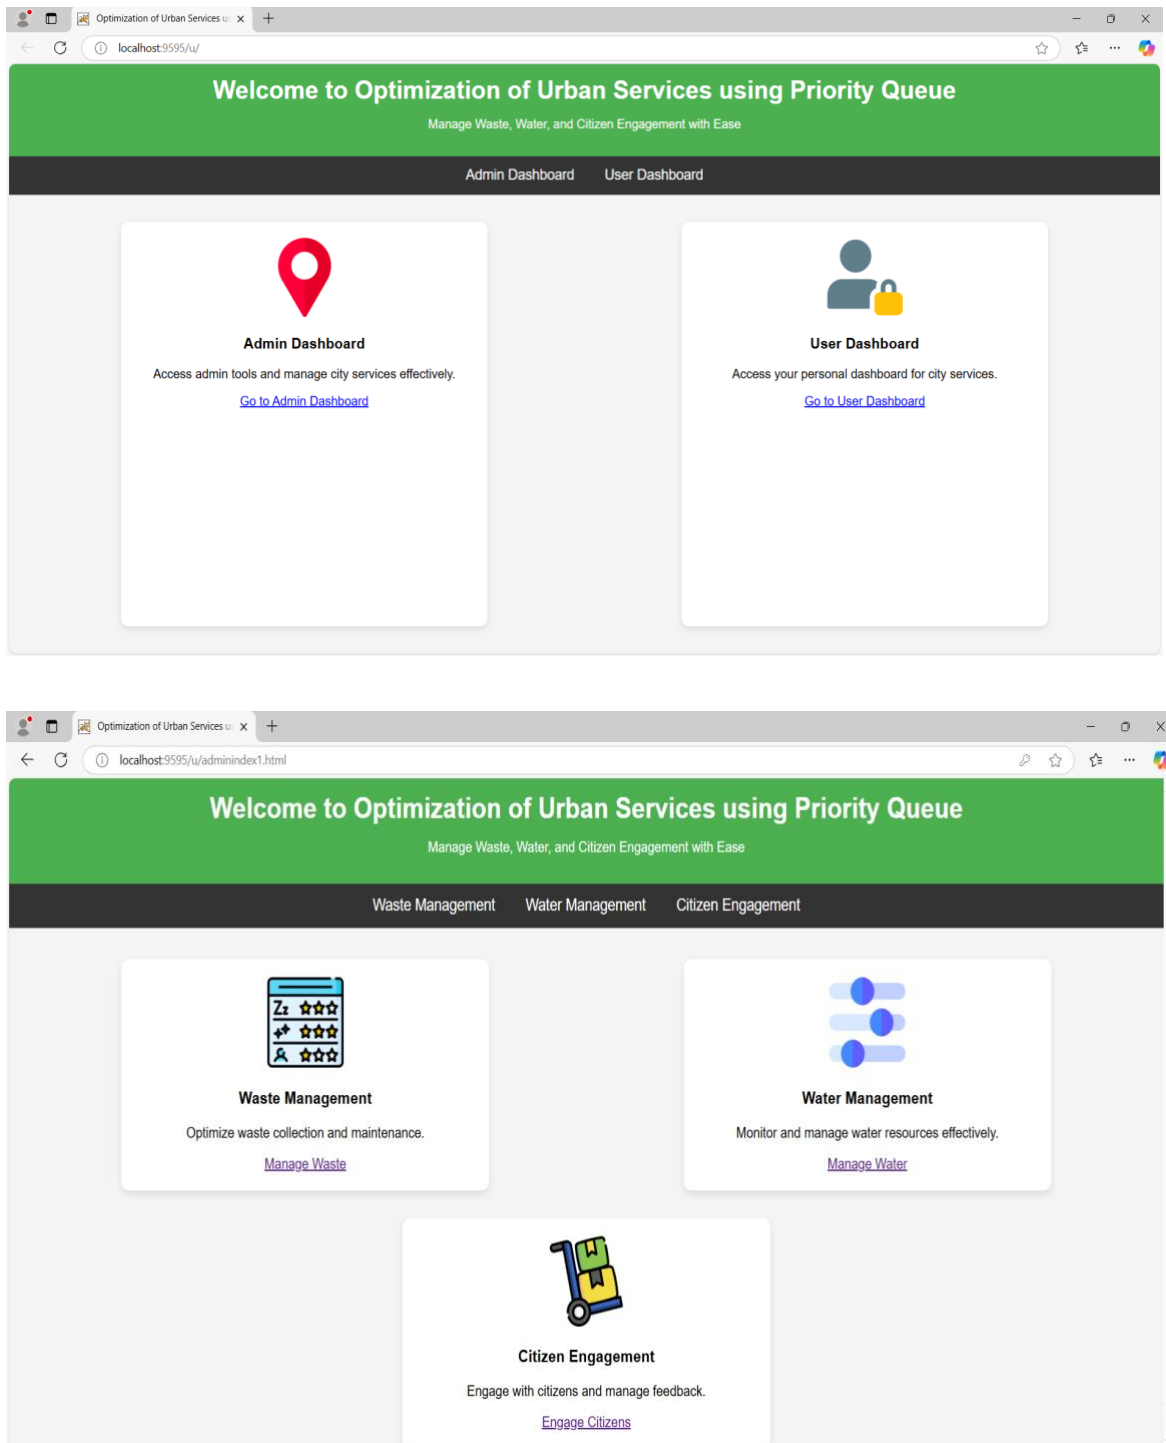 Optimization of Urban Services u
localhost:9595/u/
Welcome to Optimization of Urban Services using Priority Queue
Manage Waste, Water, and Citizen Engagement with Ease
Admin Dashboard User Dashboard
Admin Dashboard
Access admin tools and manage city services effectively.
Go to Admin Dashboard
User Dashboard
Access your personal dashboard for city services.
Go to User Dashboard
Optimization of Urban Services u
localhost:9595/u/adminindex1.html
Welcome to Optimization of Urban Services using Priority Queue
Manage Waste, Water, and Citizen Engagement with Ease
Waste Management Water Management Citizen Engagement
Zz
Waste Management
Optimize waste collection and maintenance.
Manage Waste
Water Management
Monitor and manage water resources effectively.
Manage Water
Citizen Engagement
Engage with citizens and manage feedback.
Engage Citizens